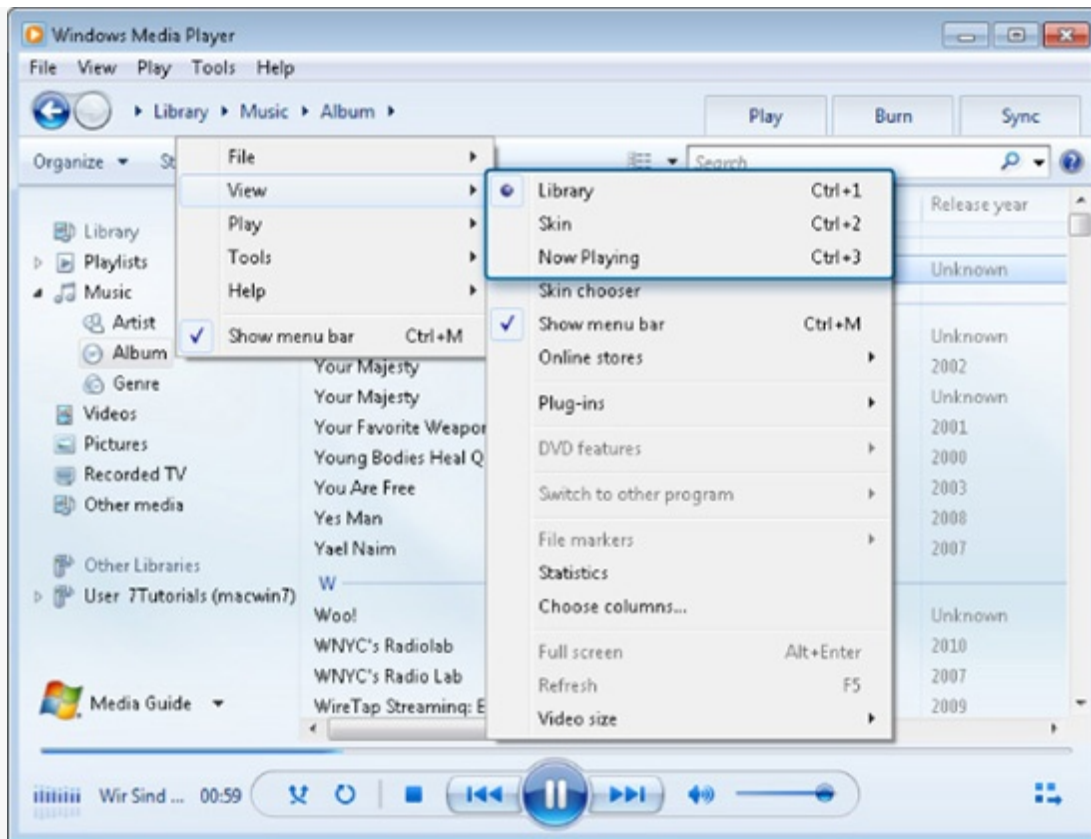 Windows Media Player
File View Play Tools Help
Library Music Album
Play Burn Sync
Organize St
Search
File
View
Play
Tools
Help
Show menu bar Ctrl+M
Library Ctrl+1
Skin Ctrl+2
Now Playing Ctrl+3
Skin chooser
Show menu bar Ctrl+M
Online stores
Plug-ins
DVD features
Switch to other program
File markers
Statistics
Choose columns...
Full screen Alt+Enter
Refresh F5
Video size
Library
Playlists
Music
Artist
Album
Genre
Videos
Pictures
Recorded TV
Other media
Other Libraries
User 7Tutorials (macwin7)
Media Guide
Release year
Unknown
Unknown
Your Majesty 2002
Your Majesty Unknown
Your Favorite Weapon 2001
Young Bodies Heal Q 2000
You Are Free 2003
Yes Man 2008
Yael Naim 2007
W
Woo! Unknown
WNYC's Radiolab 2010
WNYC's Radio Lab 2007
WireTap Streaming: E 2009
Wir Sind ... 00:59